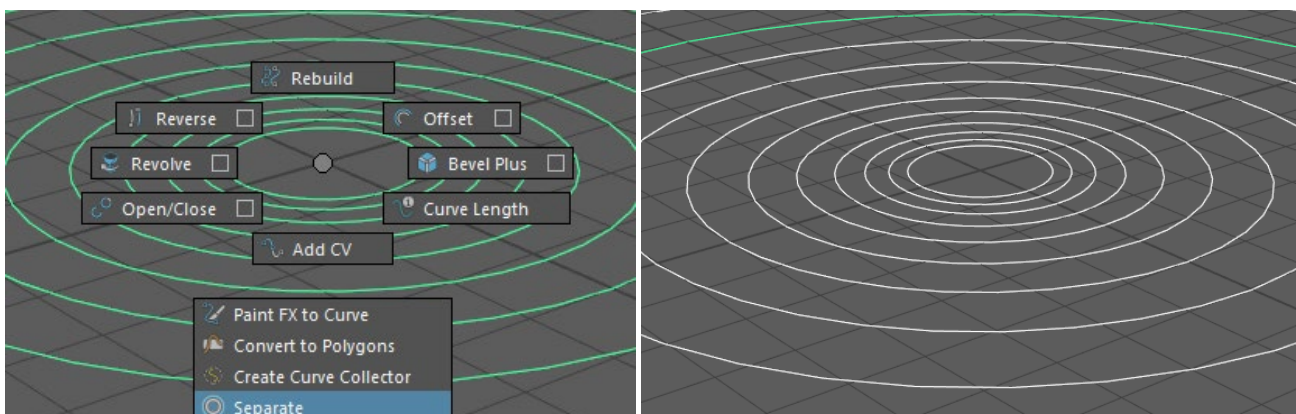 Rebuild
Reverse
Offset
Revolve
Bevel Plus
Open/Close
Curve Length
Add CV
Paint FX to Curve
Convert to Polygons
Create Curve Collector
Separate